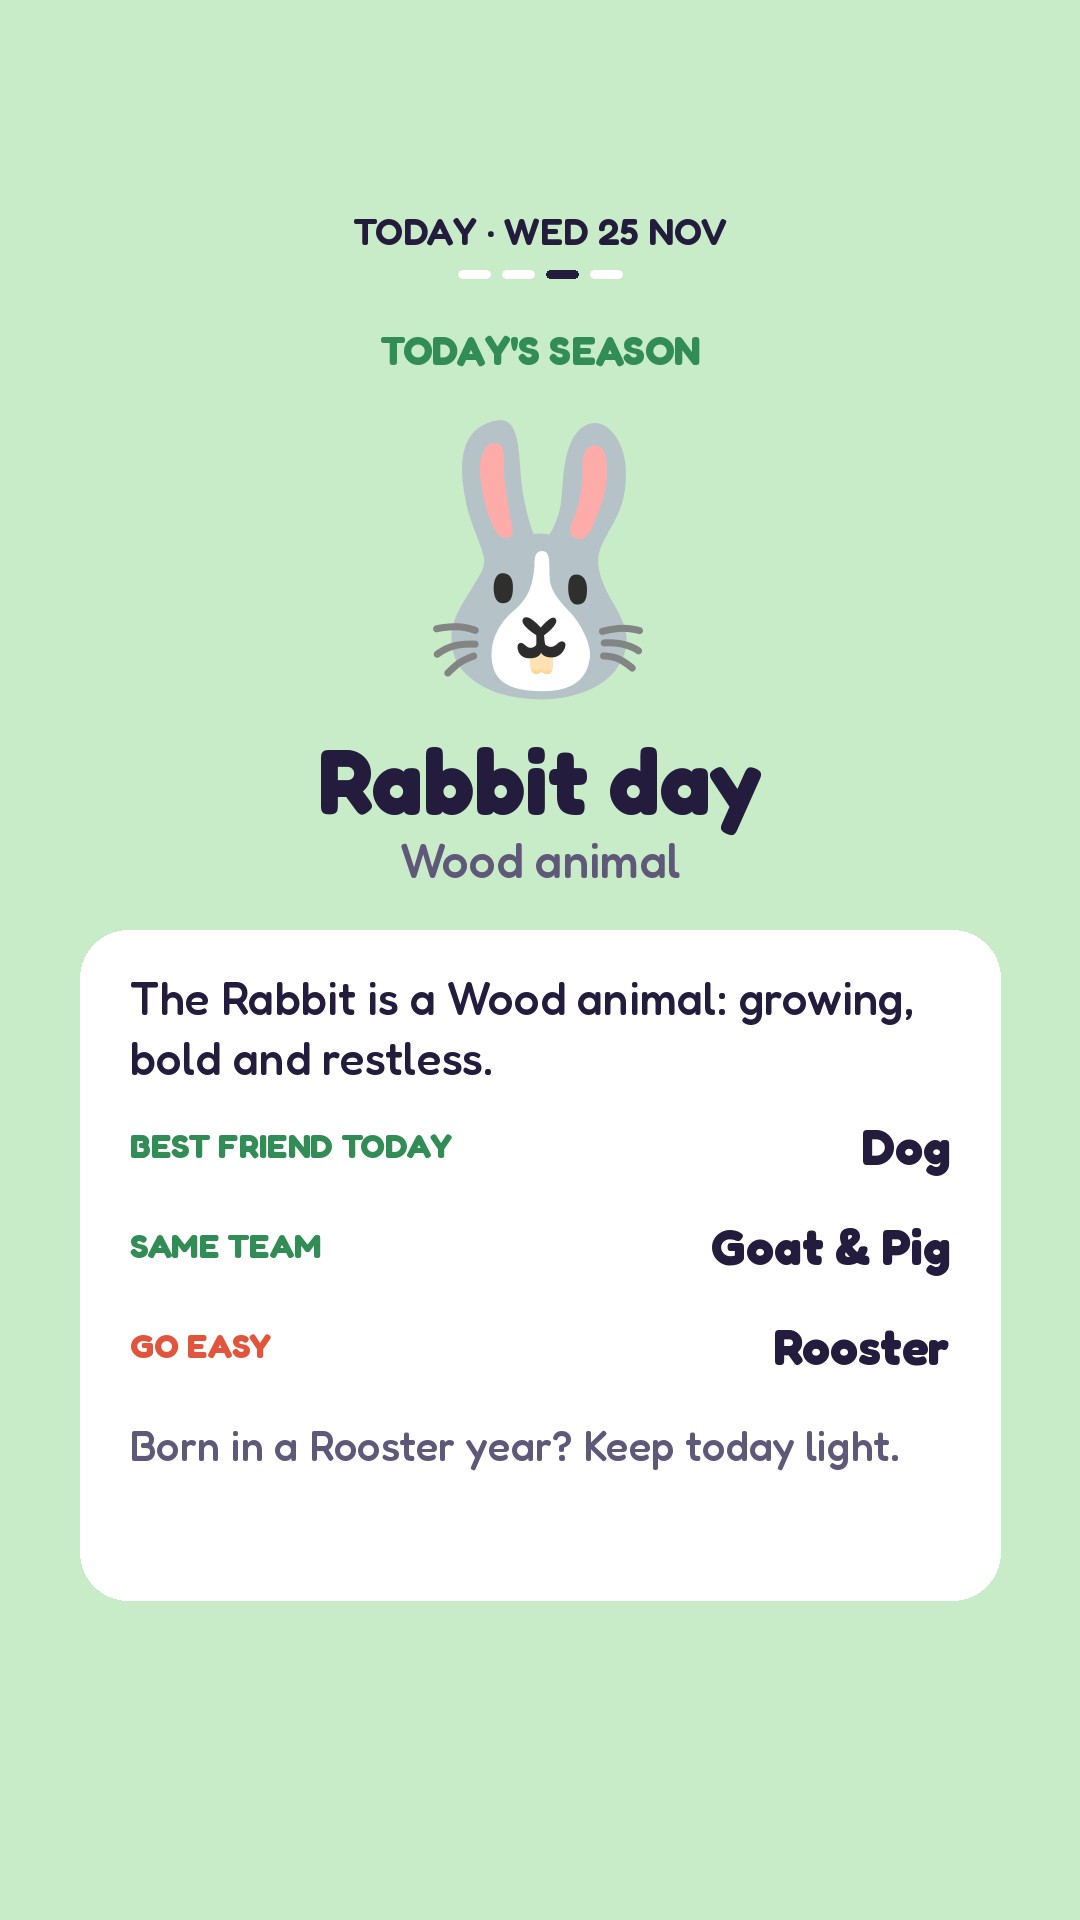 TODAY · WED 25 NOV
TODAY'S SEASON
Rabbit day
Wood animal
The Rabbit is a Wood animal: growing,
bold and restless.
BEST FRIEND TODAY Dog
SAME TEAM Goat & Pig
GO EASY Rooster
Born in a Rooster year? Keep today light.